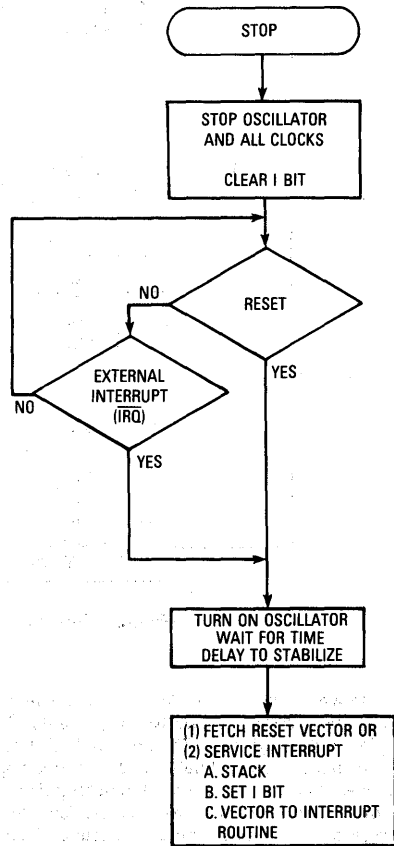 STOP
STOP OSCILLATOR
AND ALL CLOCKS
CLEAR I BIT
RESET
NO
YES
EXTERNAL
INTERRUPT
(I̅R̅Q̅)
NO
YES
TURN ON OSCILLATOR
WAIT FOR TIME
DELAY TO STABILIZE
(1) FETCH RESET VECTOR OR
(2) SERVICE INTERRUPT
A. STACK
B. SET I BIT
C. VECTOR TO INTERRUPT
ROUTINE